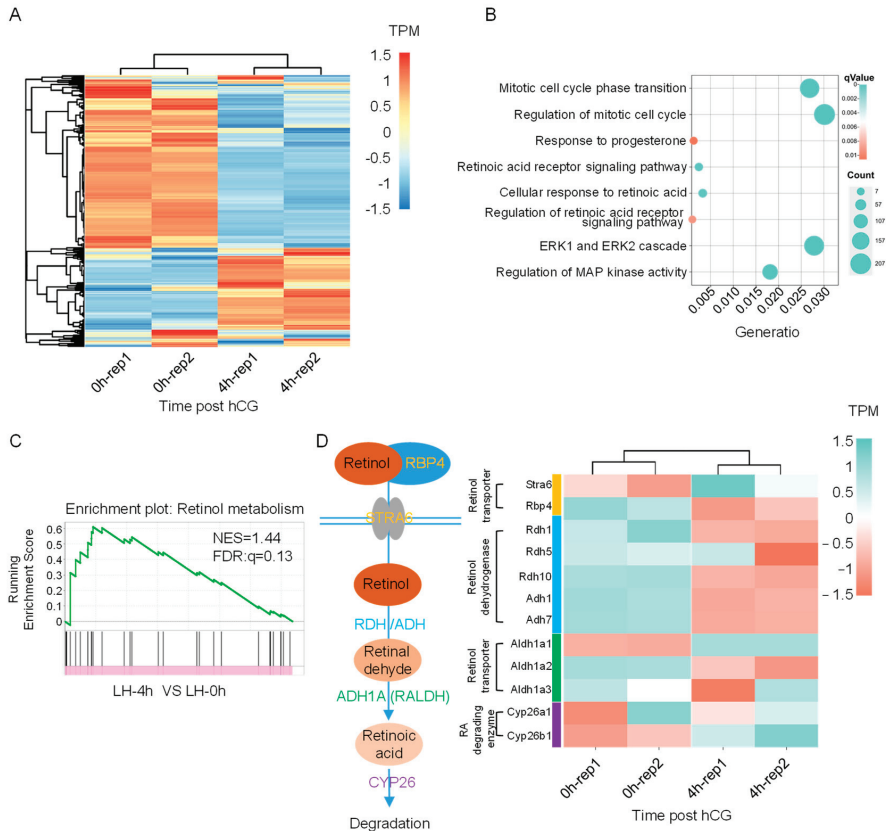 A
TPM
1.5
1
0.5
0
-0.5
-1
-1.5
0h-rep1
0h-rep2
4h-rep1
4h-rep2
Time post hCG
B
Mitotic cell cycle phase transition
Regulation of mitotic cell cycle
Response to progesterone
Retinoic acid receptor signaling pathway
Cellular response to retinoic acid
Regulation of retinoic acid receptor
signaling pathway
ERK1 and ERK2 cascade
Regulation of MAP kinase activity
0.005
0.010
0.015
0.020
0.025
0.030
Generatio
qValue
0
0.002
0.004
0.006
0.008
0.01
Count
7
57
107
157
207
C
Enrichment plot: Retinol metabolism
NES=1.44
FDR:q=0.13
Running
Enrichment Score
0.6
0.5
0.4
0.3
0.2
0.1
0
LH-4h VS LH-0h
D
Retinol
RBP4
STRA6
Retinol
RDH/ADH
Retinal
dehyde
ADH1A (RALDH)
Retinoic
acid
CYP26
Degradation
TPM
1.5
1
0.5
0
-0.5
-1
-1.5
Retinol
transporter
Stra6
Rbp4
Retinol
dehydrogenase
Rdh1
Rdh5
Rdh10
Adh1
Adh7
Retinol
transporter
Aldh1a1
Aldh1a2
Aldh1a3
RA
degrading
enzyme
Cyp26a1
Cyp26b1
0h-rep1
0h-rep2
4h-rep1
4h-rep2
Time post hCG